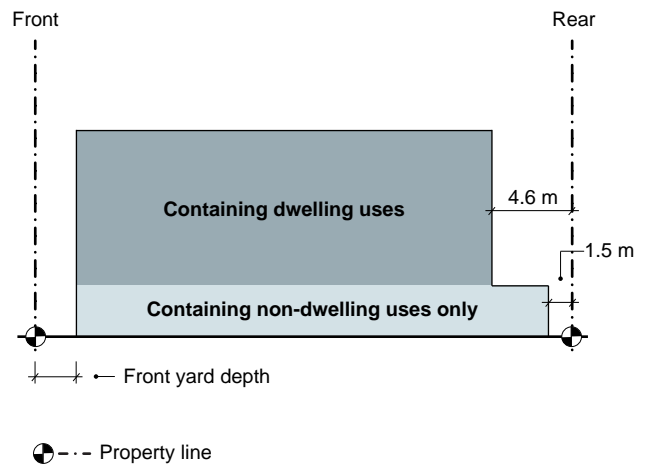 Front
Rear
Containing dwelling uses
4.6 m
1.5 m
Containing non-dwelling uses only
Front yard depth
Property line